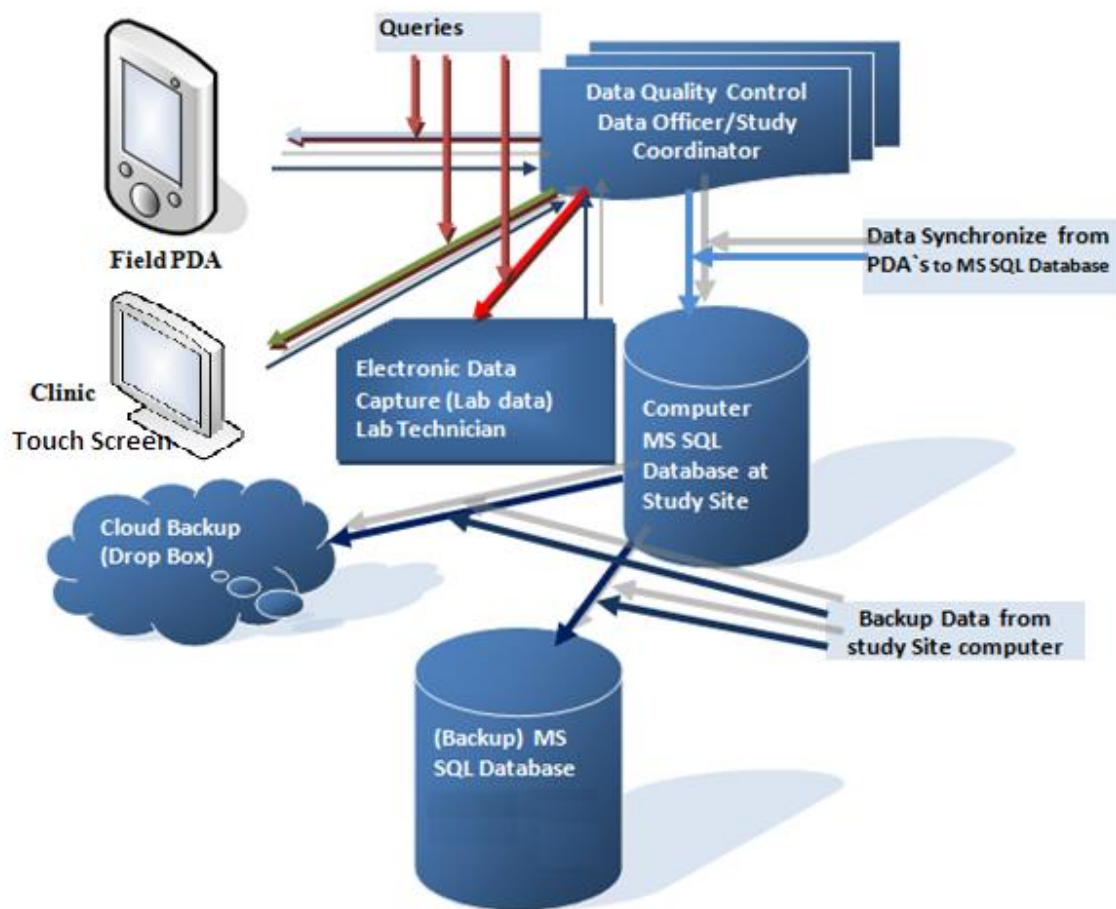 Queries
Data Quality Control
Data Officer/Study
Coordinator
Field PDA
Data Synchronize from
PDA`s to MS SQL Database
Clinic
Touch Screen
Electronic Data
Capture (Lab data)
Lab Technician
Computer
MS SQL
Database at
Study Site
Cloud Backup
(Drop Box)
Backup Data from
study Site computer
(Backup) MS
SQL Database